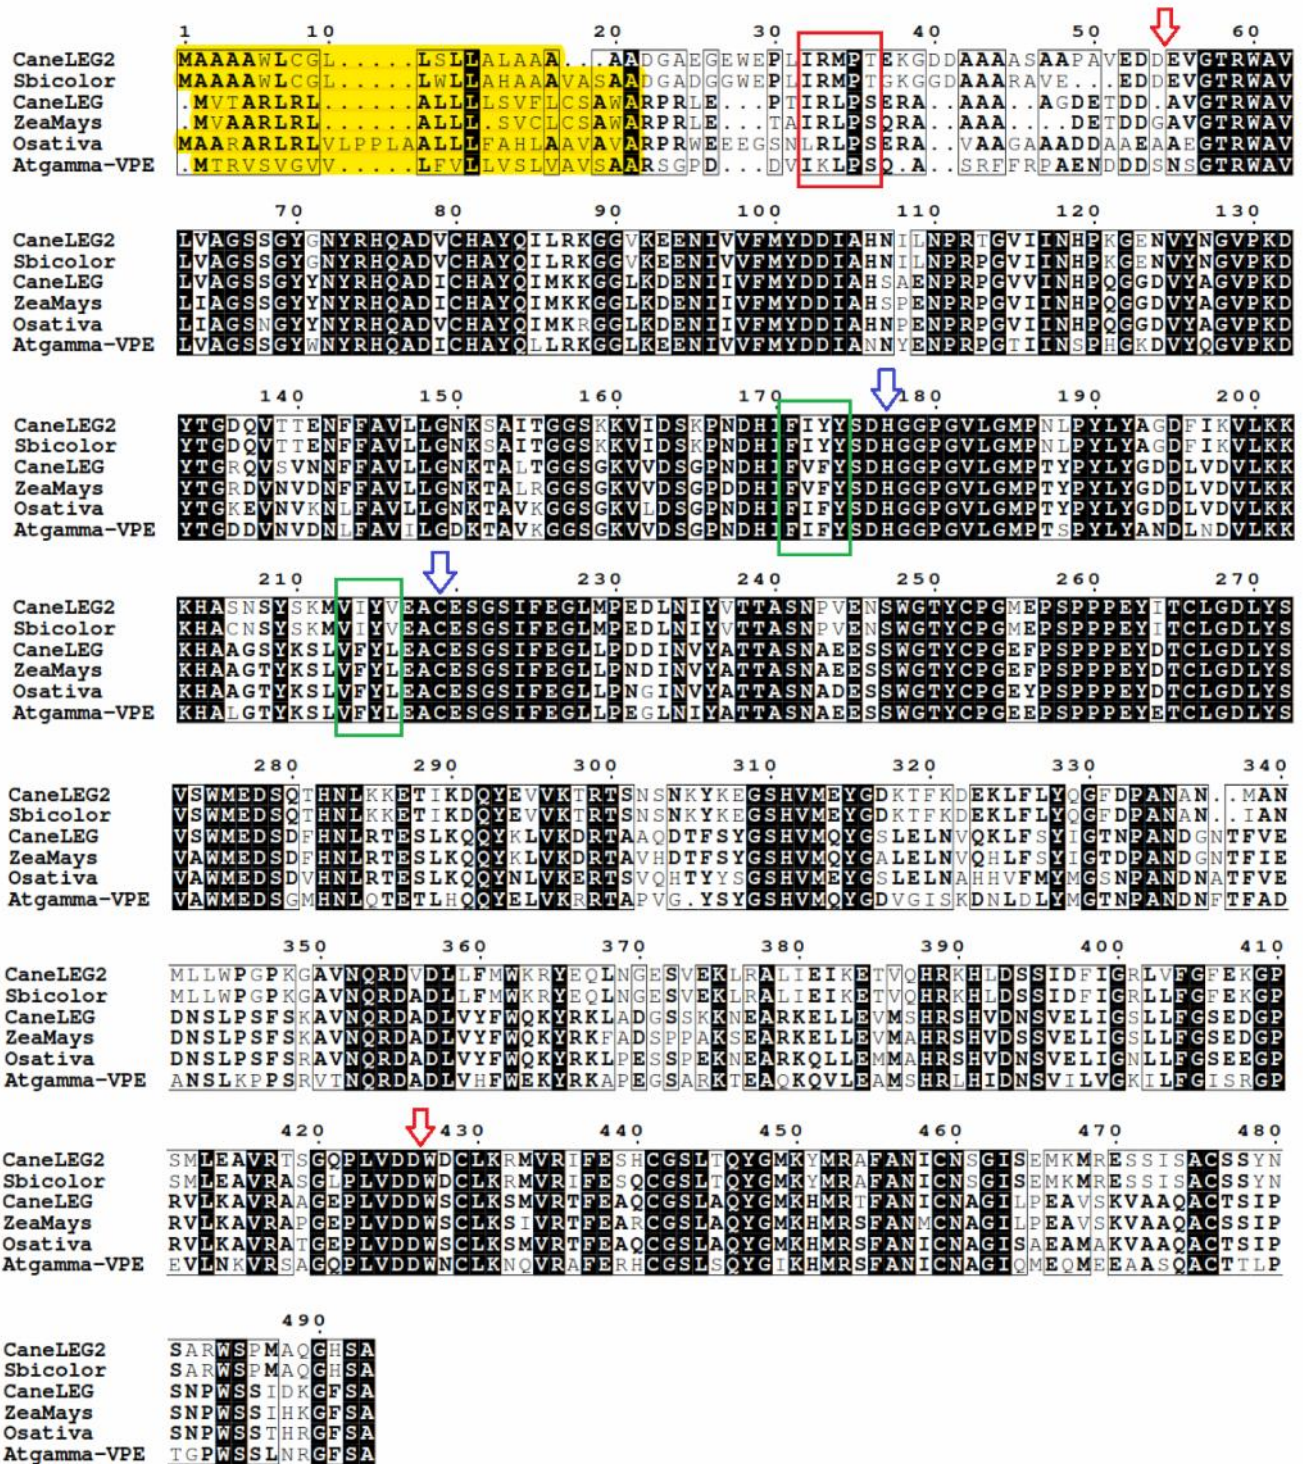 1 10 20 30 40 50 60
CaneLEG2 MAAAAWLCGL.....LSLLALAAA...AADGAEGEWEPLIRMPTEKGDDAAAASAAPAVEDDEVGTRWAV
Sbicolor MAAAAWLCGL.....LWLLAHAAAVASAADGADGGWEPLIRMPTGKGGDAAAARAVE..EDDEVGTRWAV
CaneLEG .MVTARLRL......ALLLLSVFLCSAWARPRLE...PTIRLPSERA..AAA..AGDETDD.AVGTRWAV
ZeaMays .MVAARLRL......ALLL.SVCLCSAWARPRLE...TAIRLPSQRA..AAA....DETDDGAVGTRWAV
Osativa MAARARLRLVLPPLAALLLFAHLAAVAVARPRWEEEGSNLRLPSERA..VAAGAAADDAAEAAEGTRWAV
Atgamma-VPE .MTRVSVGVV.....LFVLLVSLVAVSAARSGPD...DVIKLPSQ.A..SRFFRPAENDDDSNSGTRWAV
70 80 90 100 110 120 130
CaneLEG2 LVAGSSGYGNYRHQADVCHAYQILRKGGVKEENIVVFMYDDIAHNILNPRTGVIINHPKGENVYNGVPKD
Sbicolor LVAGSSGYGNYRHQADVCHAYQILRKGGVKEENIVVFMYDDIAHNILNPRPGVIINHPKGENVYNGVPKD
CaneLEG LVAGSSGYYNYRHQADICHAYQIMKKGGLKDENIIVFMYDDIAHSAENPRPGVVINHPQGGDVYAGVPKD
ZeaMays LIAGSSGYYNYRHQADICHAYQIMKKGGLKDENIIVFMYDDIAHSPENPRPGVIINHPQGGDVYAGVPKD
Osativa LIAGSNGYYNYRHQADVCHAYQIMKRGGLKDENIIVFMYDDIAHNPENPRPGVIINHPQGGDVYAGVPKD
Atgamma-VPE LVAGSSGYWNYRHQADICHAYQLLRKGGLKEENIVVFMYDDIANNYENPRPGTIINSPHGKDVYQGVPKD
140 150 160 170 180 190 200
CaneLEG2 YTGDQVTTENFFAVLLGNKSAITGGSKKVIDSKPNDHIFIYYSDHGGPGVLGMPNLPYLYAGDFIKVLKK
Sbicolor YTGDQVTTENFFAVLLGNKSAITGGSKKVIDSKPNDHIFIYYSDHGGPGVLGMPNLPYLYAGDFIKVLKK
CaneLEG YTGRQVSVNNFFAVLLGNKTALTGGSGKVVDSGPNDHIFVFYSDHGGPGVLGMPTYPYLYGDDLVDVLKK
ZeaMays YTGRDVNVDNFFAVLLGNKTALRGGSGKVVDSGPDDHIFVFYSDHGGPGVLGMPTYPYLYGDDLVDVLKK
Osativa YTGKEVNVKNLFAVLLGNKTAVKGGSGKVLDSGPNDHIFIFYSDHGGPGVLGMPTYPYLYGDDLVDVLKK
Atgamma-VPE YTGDDVNVDNLFAVILGDKTAVKGGSGKVVDSGPNDHIFIFYSDHGGPGVLGMPTSPYLYANDLNDVLKK
210 220 230 240 250 260 270
CaneLEG2 KHASNSYSKMVIYVEACESGSIFEGLMPEDLNIYVTTASNPVENSWGTYCPGMEPSPPPEYITCLGDLYS
Sbicolor KHACNSYSKMVIYVEACESGSIFEGLMPEDLNIYVTTASNPVENSWGTYCPGMEPSPPPEYITCLGDLYS
CaneLEG KHAAGSYKSLVFYLEACESGSIFEGLLPDDINVYATTASNAEESSWGTYCPGEFPSPPPEYDTCLGDLYS
ZeaMays KHAAGTYKSLVFYLEACESGSIFEGLLPNDINVYATTASNAEESSWGTYCPGEFPSPPPEYDTCLGDLYS
Osativa KHAAGTYKSLVFYLEACESGSIFEGLLPNGINVYATTASNADESSWGTYCPGEYPSPPPEYDTCLGDLYS
Atgamma-VPE KHALGTYKSLVFYLEACESGSIFEGLLPEGLNIYATTASNAEESSWGTYCPGEEPSPPPEYETCLGDLYS
280 290 300 310 320 330 340
CaneLEG2 VSWMEDSQTHNLKKETIKDQYEVVKTRTSNSNKYKEGSHVMEYGDKTFKDEKLFLYQGFDPANAN..MAN
Sbicolor VSWMEDSQTHNLKKETIKDQYEVVKTRTSNSNKYKEGSHVMEYGDKTFKDEKLFLYQGFDPANAN..IAN
CaneLEG VSWMEDSDFHNLRTESLKQQYKLVKDRTAAQDTFSYGSHVMQYGSLELNVQKLFSYIGTNPANDGNTFVE
ZeaMays VAWMEDSDFHNLRTESLKQQYKLVKDRTAVHDTFSYGSHVMQYGALELNVQHLFSYIGTDPANDGNTFIE
Osativa VAWMEDSDVHNLRTESLKQQYNLVKERTSVQHTYYSGSHVMEYGSLELNAHHVFMYMGSNPANDNATFVE
Atgamma-VPE VAWMEDSGMHNLQTETLHQQYELVKRRTAPVG.YSYGSHVMQYGDVGISKDNLDLYMGTNPANDNFTFAD
350 360 370 380 390 400 410
CaneLEG2 MLLWPGPKGAVNQRDVDLLFMWKRYEQLNGESVEKLRALIEIKETVQHRKHLDSSIDFIGRLVFGFEKGP
Sbicolor MLLWPGPKGAVNQRDADLLFMWKRYEQLNGESVEKLRALIEIKETVQHRKHLDSSIDFIGRLLFGFEKGP
CaneLEG DNSLPSFSKAVNQRDADLVYFWQKYRKLADGSSKKNEARKELLEVMSHRSHVDNSVELIGSLLFGSEDGP
ZeaMays DNSLPSFSKAVNQRDADLVYFWQKYRKFADSPPAKSEARKELLEVMAHRSHVDNSVELIGSLLFGSEDGP
Osativa DNSLPSFSRAVNQRDADLVYFWQKYRKLPESSPEKNEARKQLLEMMAHRSHVDNSVELIGNLLFGSEEGP
Atgamma-VPE ANSLKPPSRVTNQRDADLVHFWEKYRKAPEGSARKTEAQKQVLEAMSHRLHIDNSVILVGKILFGISRGP
420 430 440 450 460 470 480
CaneLEG2 SMLEAVRTSGQPLVDDWDCLKRMVRIFESHCGSLTQYGMKYMRAFANICNSGISEMKMRESSISACSSYN
Sbicolor SMLEAVRASGLPLVDDWDCLKRMVRIFESQCGSLTQYGMKYMRAFANICNSGISEMKMRESSISACSSYN
CaneLEG RVLKAVRAAGEPLVDDWSCLKSMVRTFEAQCGSLAQYGMKHMRTFANICNAGILPEAVSKVAAQACTSIP
ZeaMays RVLKAVRAPGEPLVDDWSCLKSIVRTFEARCGSLAQYGMKHMRSFANMCNAGILPEAVSKVAAQACSSIP
Osativa RVLKAVRATGEPLVDDWSCLKSMVRTFEAQCGSLAQYGMKHMRSFANICNAGISAEAMAKVAAQACTSIP
Atgamma-VPE EVLNKVRSAGQPLVDDWNCLKNQVRAFERHCGSLSQYGIKHMRSFANICNAGIQMEQMEEAASQACTTLP
490
CaneLEG2 SARWSPMAQGHSA
Sbicolor SARWSPMAQGHSA
CaneLEG SNPWSSIDKGFSA
ZeaMays SNPWSSIHKGFSA
Osativa SNPWSSTHRGFSA
Atgamma-VPE TGPWSSLNRGFSA